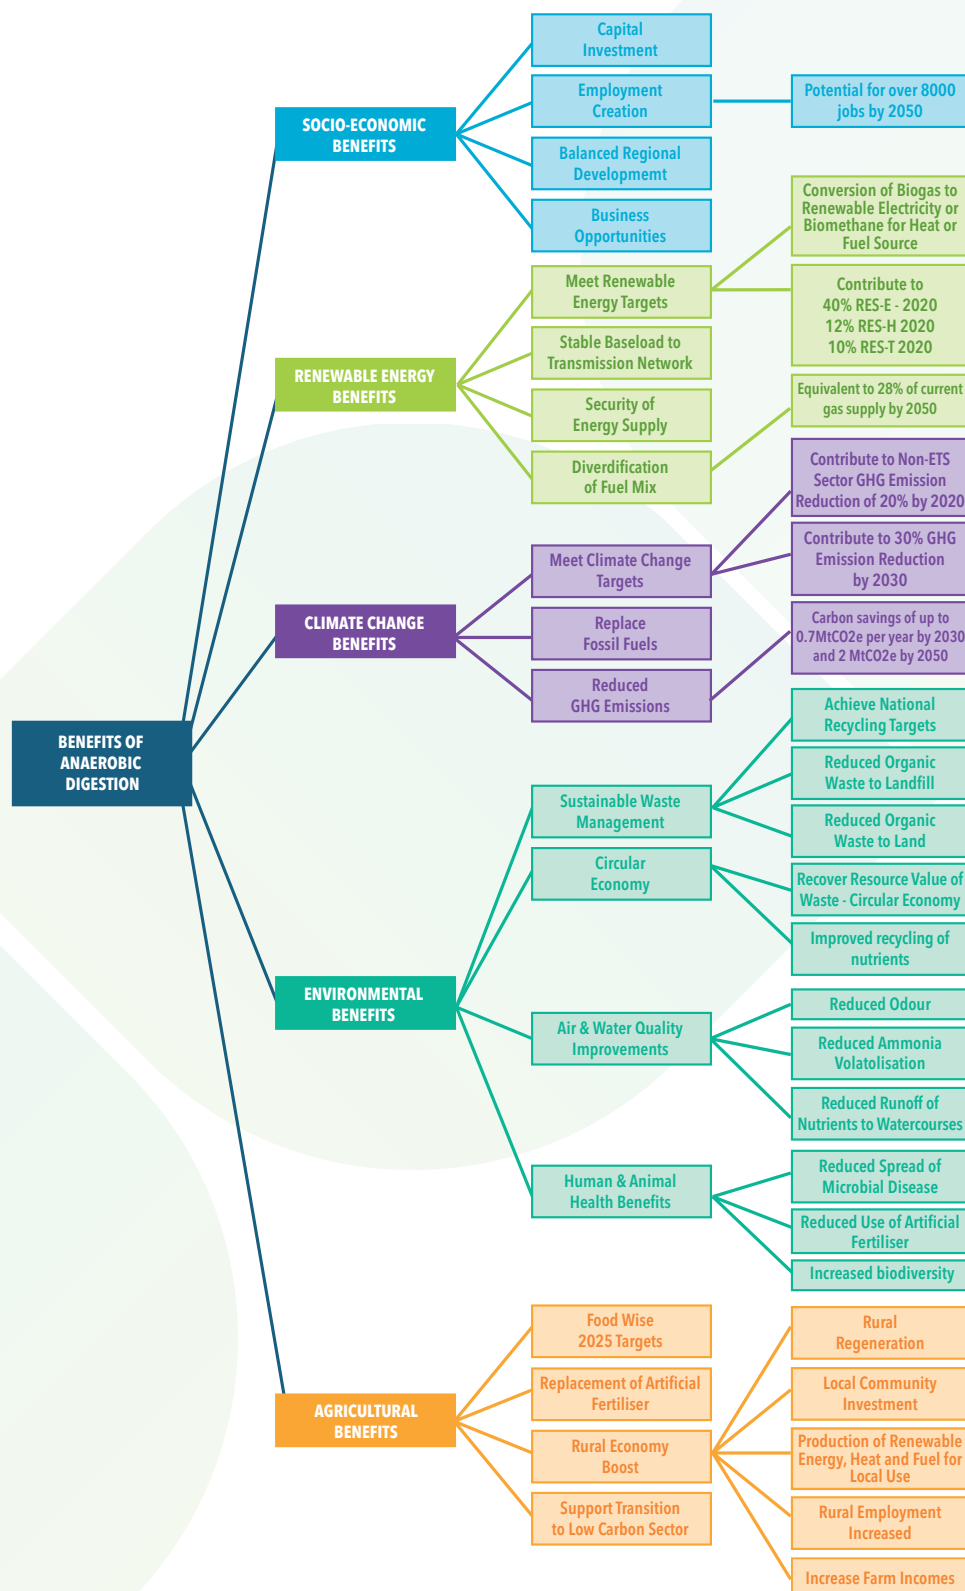 BENEFITS OF
ANAEROBIC
DIGESTION
SOCIO-ECONOMIC
BENEFITS
Capital
Investment
Employment
Creation
Potential for over 8000
jobs by 2050
Balanced Regional
Developmemt
Business
Opportunities
RENEWABLE ENERGY
BENEFITS
Meet Renewable
Energy Targets
Conversion of Biogas to
Renewable Electricity or
Biomethane for Heat or
Fuel Source
Contribute to
40% RES-E - 2020
12% RES-H 2020
10% RES-T 2020
Stable Baseload to
Transmission Network
Security of
Energy Supply
Diverdification
of Fuel Mix
Equivalent to 28% of current
gas supply by 2050
CLIMATE CHANGE
BENEFITS
Meet Climate Change
Targets
Contribute to Non-ETS
Sector GHG Emission
Reduction of 20% by 2020
Contribute to 30% GHG
Emission Reduction
by 2030
Replace
Fossil Fuels
Reduced
GHG Emissions
Carbon savings of up to
0.7MtCO2e per year by 2030
and 2 MtCO2e by 2050
ENVIRONMENTAL
BENEFITS
Sustainable Waste
Management
Achieve National
Recycling Targets
Reduced Organic
Waste to Landfill
Reduced Organic
Waste to Land
Circular
Economy
Recover Resource Value of
Waste - Circular Economy
Improved recycling of
nutrients
Air & Water Quality
Improvements
Reduced Odour
Reduced Ammonia
Volatolisation
Reduced Runoff of
Nutrients to Watercourses
Human & Animal
Health Benefits
Reduced Spread of
Microbial Disease
Reduced Use of Artificial
Fertiliser
Increased biodiversity
AGRICULTURAL
BENEFITS
Food Wise
2025 Targets
Replacement of Artificial
Fertiliser
Rural Economy
Boost
Rural
Regeneration
Local Community
Investment
Production of Renewable
Energy, Heat and Fuel for
Local Use
Rural Employment
Increased
Increase Farm Incomes
Support Transition
to Low Carbon Sector